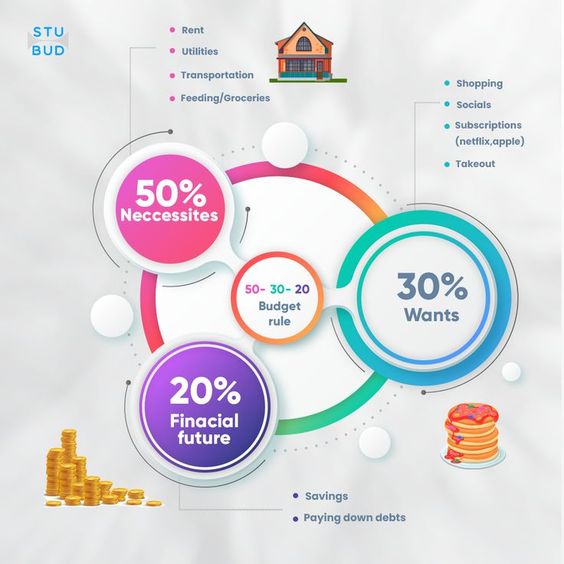 STU
BUD
Rent
Utilities
Transportation
Feeding/Groceries
Shopping
Socials
Subscriptions
(netflix,apple)
Takeout
50%
Neccessites
50- 30- 20
Budget
rule
30%
Wants
20%
Finacial
future
Savings
Paying down debts